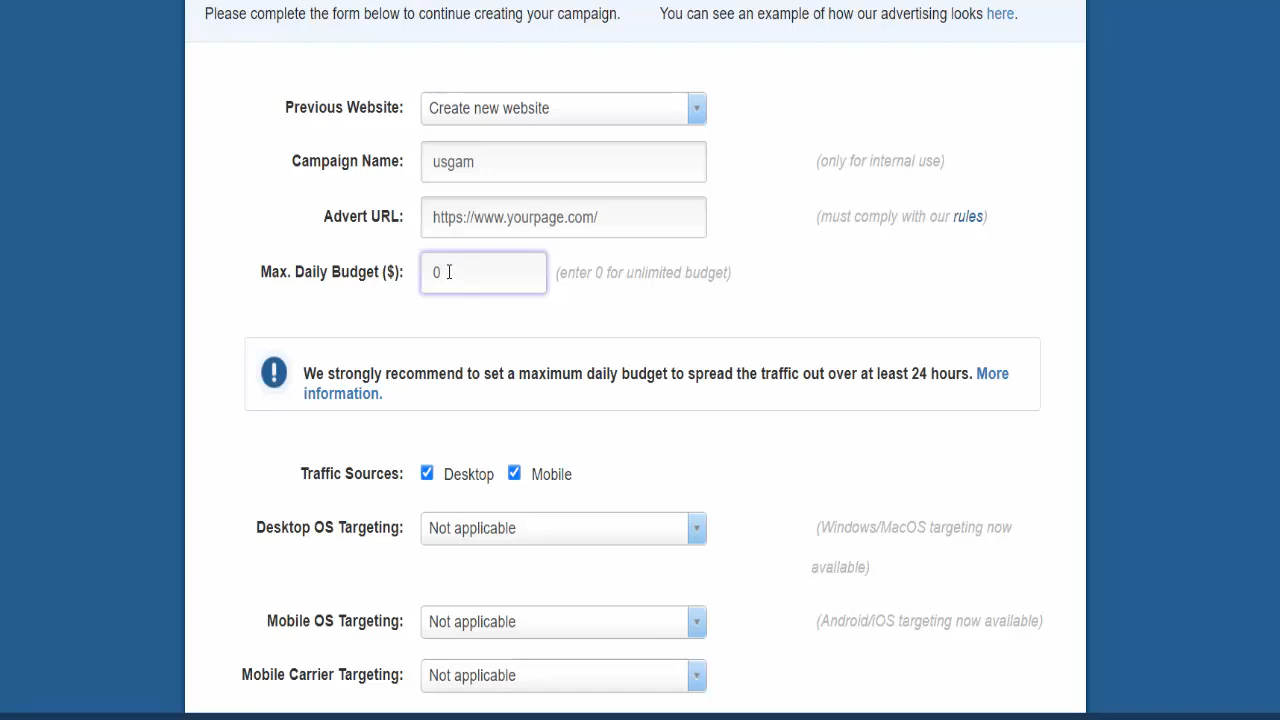 Please complete the form below to continue creating your campaign. You can see an example of how our advertising looks here.
Previous Website: Create new website
Campaign Name: usgam (only for internal use)
Advert URL: https://www.yourpage.com/ (must comply with our rules)
Max. Daily Budget ($): 0 (enter 0 for unlimited budget)
We strongly recommend to set a maximum daily budget to spread the traffic out over at least 24 hours. More
information.
Traffic Sources: Desktop Mobile
Desktop OS Targeting: Not applicable (Windows/MacOS targeting now
available)
Mobile OS Targeting: Not applicable (Android/IOS targeting now available)
Mobile Carrier Targeting: Not applicable